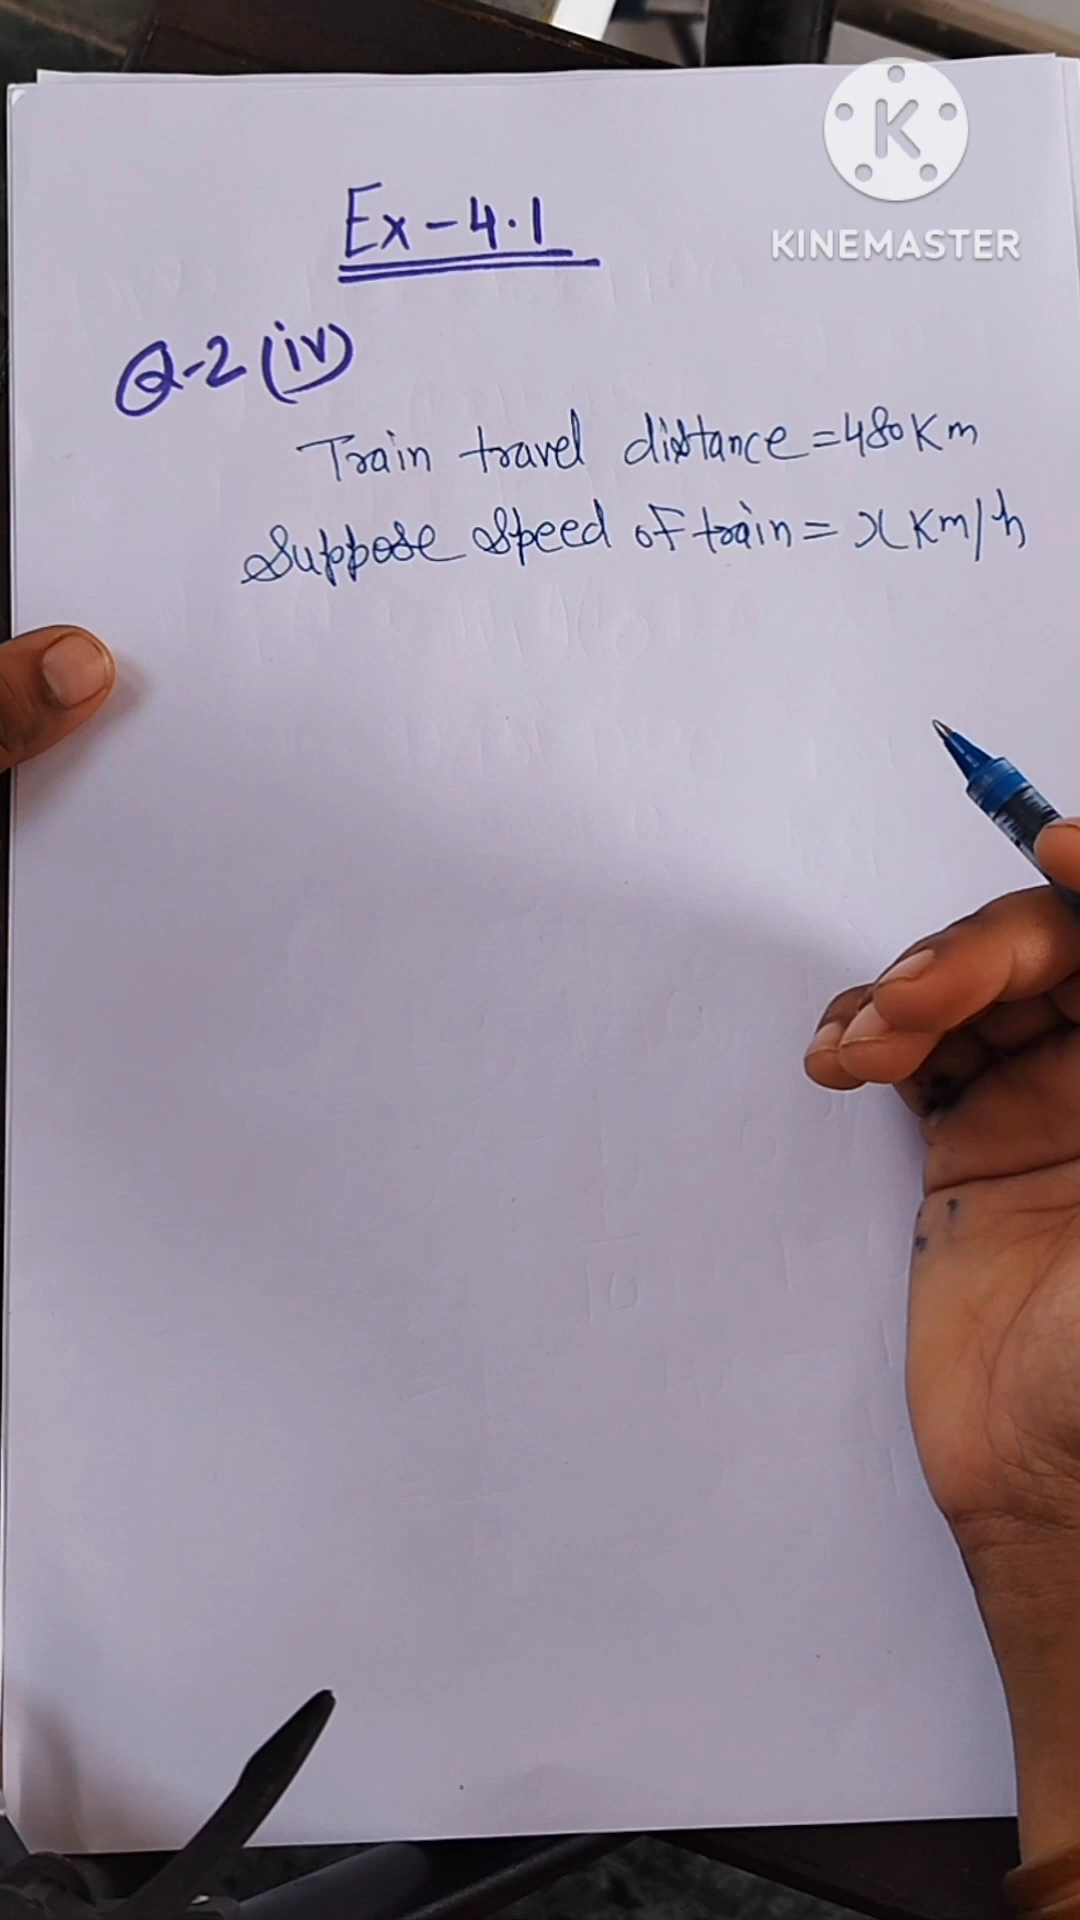 K
KINEMASTER
Ex-4.1
Q-2 (iv)
Train travel distance = 480 Km
Suppose speed of train = x Km/h